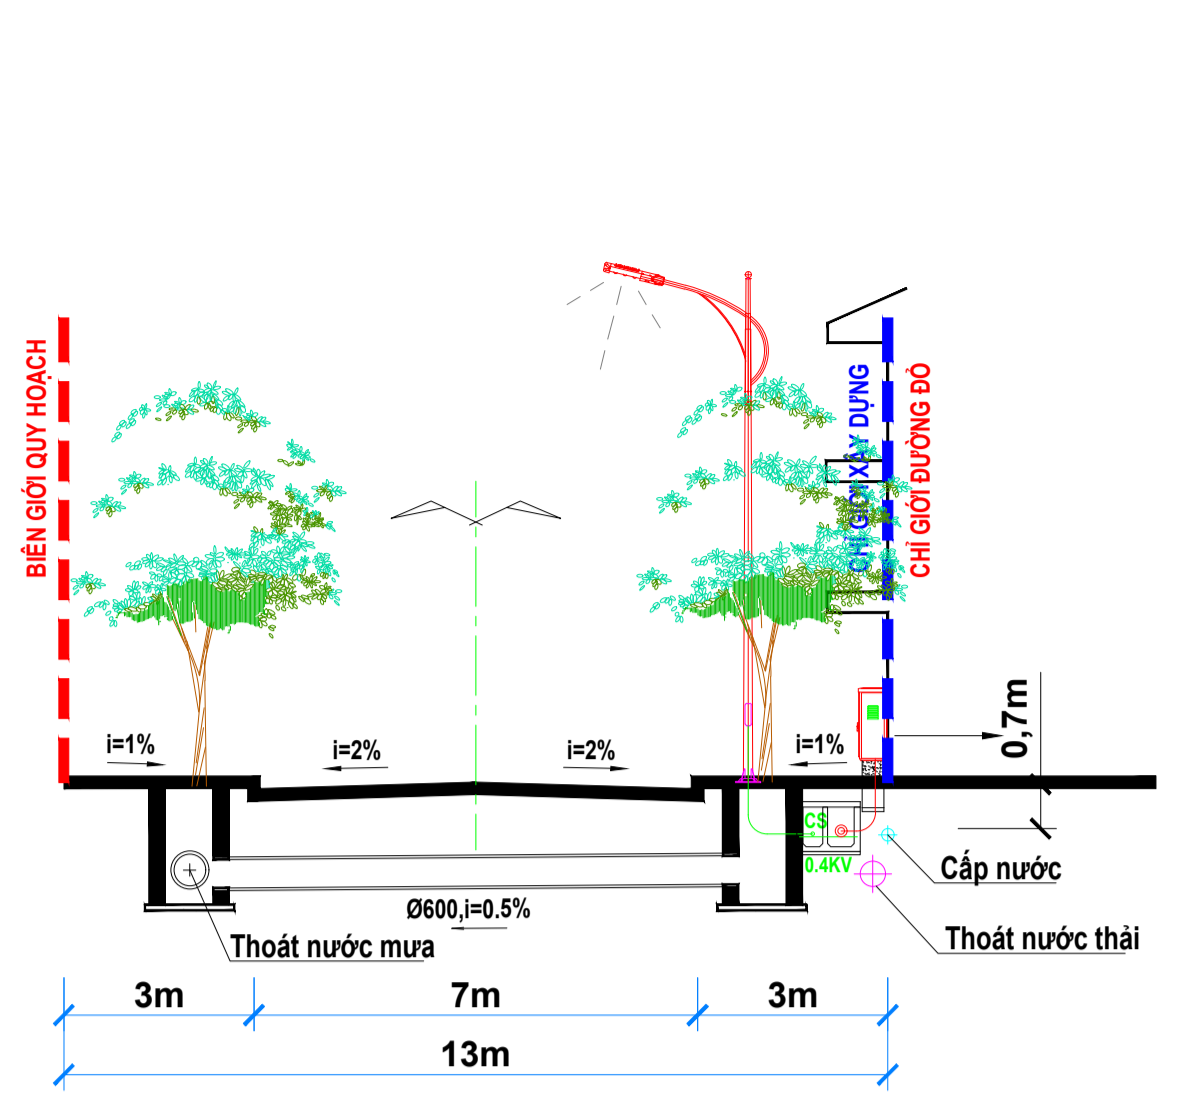 BIÊN GIỚI QUY HOẠCH
CHỈ GIỚI XÂY DỰNG
CHỈ GIỚI ĐƯỜNG ĐỎ
0,7m
i=1%
i=2%
i=2%
i=1%
CS
0.4KV
Cấp nước
Ø600,i=0.5%
Thoát nước mưa
Thoát nước thải
3m
7m
3m
13m